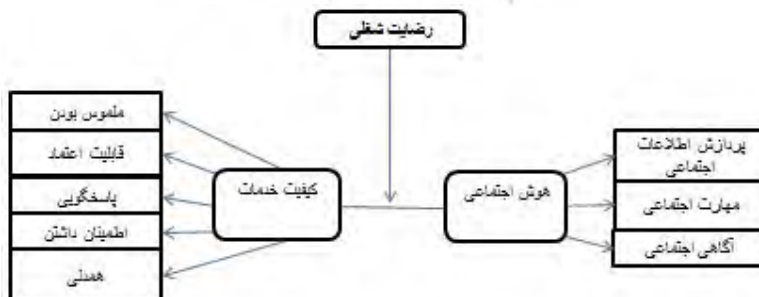 رضایت شغلی
هوش اجتماعی
پردازش اطلاعات
اجتماعی
مهارت اجتماعی
آگاهی اجتماعی
کیفیت خدمات
ملموس بودن
قابلیت اعتماد
پاسخگویی
اطمینان داشتن
همدلی